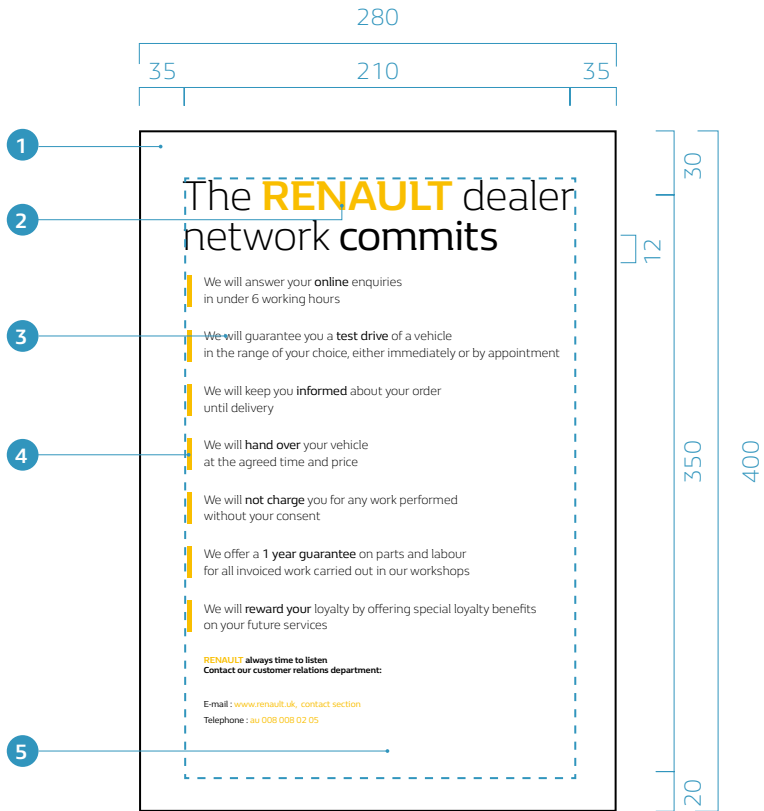 280
35
210
35
1
30
The RENAULT dealer
2
network commits
12
We will answer your online enquiries
in under 6 working hours
3
We will guarantee you a test drive of a vehicle
in the range of your choice, either immediately or by appointment
We will keep you informed about your order
until delivery
4
We will hand over your vehicle
at the agreed time and price
350
400
We will not charge you for any work performed
without your consent
We offer a 1 year guarantee on parts and labour
for all invoiced work carried out in our workshops
We will reward your loyalty by offering special loyalty benefits
on your future services
RENAULT always time to listen
Contact our customer relations department:
E-mail : www.renault.uk, contact section
Telephone : au 008 008 02 05
5
20